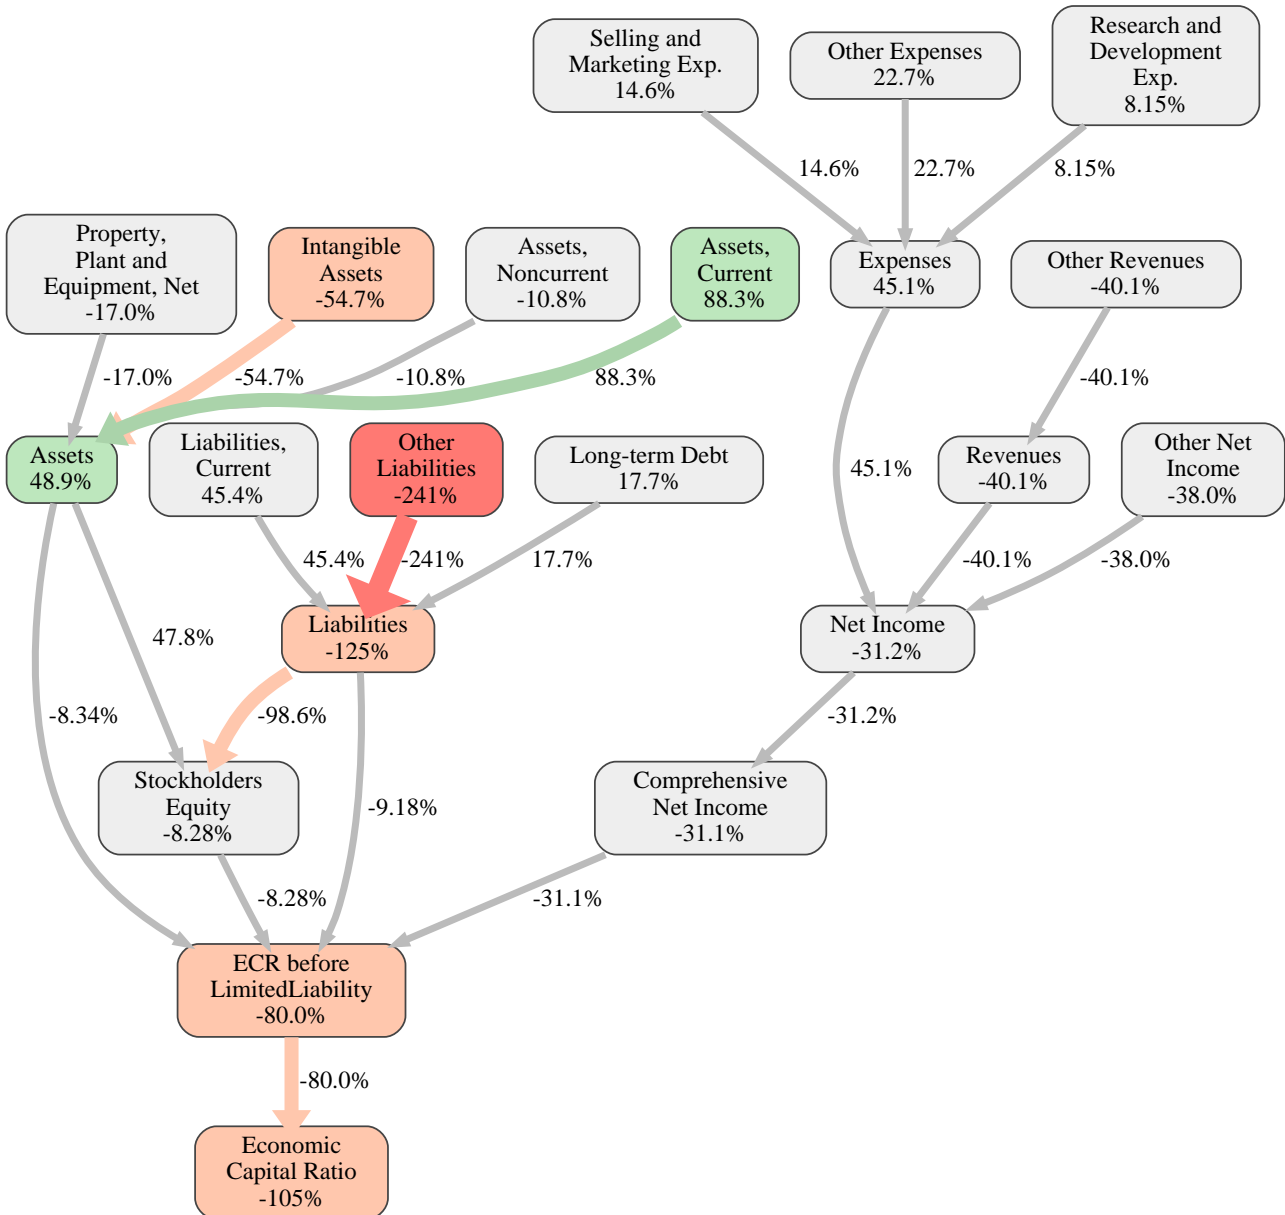 Selling and
Marketing Exp.
14.6%
Other Expenses
22.7%
Research and
Development
Exp.
8.15%
14.6%
22.7%
8.15%
Property,
Plant and
Equipment, Net
-17.0%
Intangible
Assets
-54.7%
Assets,
Noncurrent
-10.8%
Assets,
Current
88.3%
Expenses
45.1%
Other Revenues
-40.1%
-17.0%
-54.7%
-10.8%
88.3%
-40.1%
Assets
48.9%
Liabilities,
Current
45.4%
Other
Liabilities
-241%
Long-term Debt
17.7%
45.1%
Revenues
-40.1%
Other Net
Income
-38.0%
45.4%
-241%
17.7%
-40.1%
-38.0%
47.8%
Liabilities
-125%
Net Income
-31.2%
-8.34%
-98.6%
-31.2%
Stockholders
Equity
-8.28%
-9.18%
Comprehensive
Net Income
-31.1%
-8.28%
-31.1%
ECR before
LimitedLiability
-80.0%
-80.0%
Economic
Capital Ratio
-105%